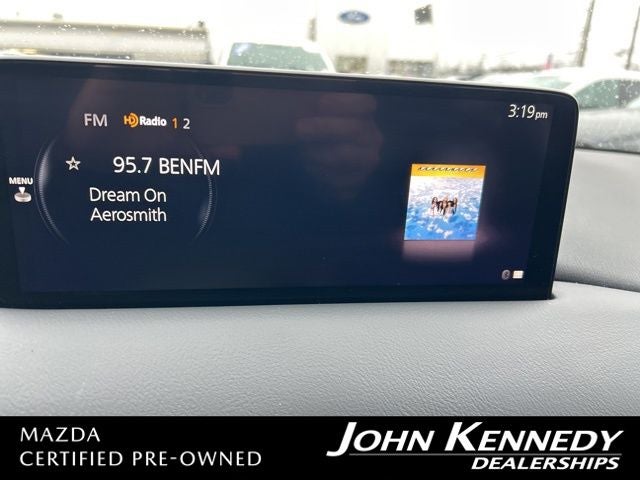 Ford
FM HD Radio 1 2
3:19pm
95.7 BENFM
MENU
Dream On
Aerosmith
MAZDA
CERTIFIED PRE-OWNED
JOHN KENNEDY
DEALERSHIPS